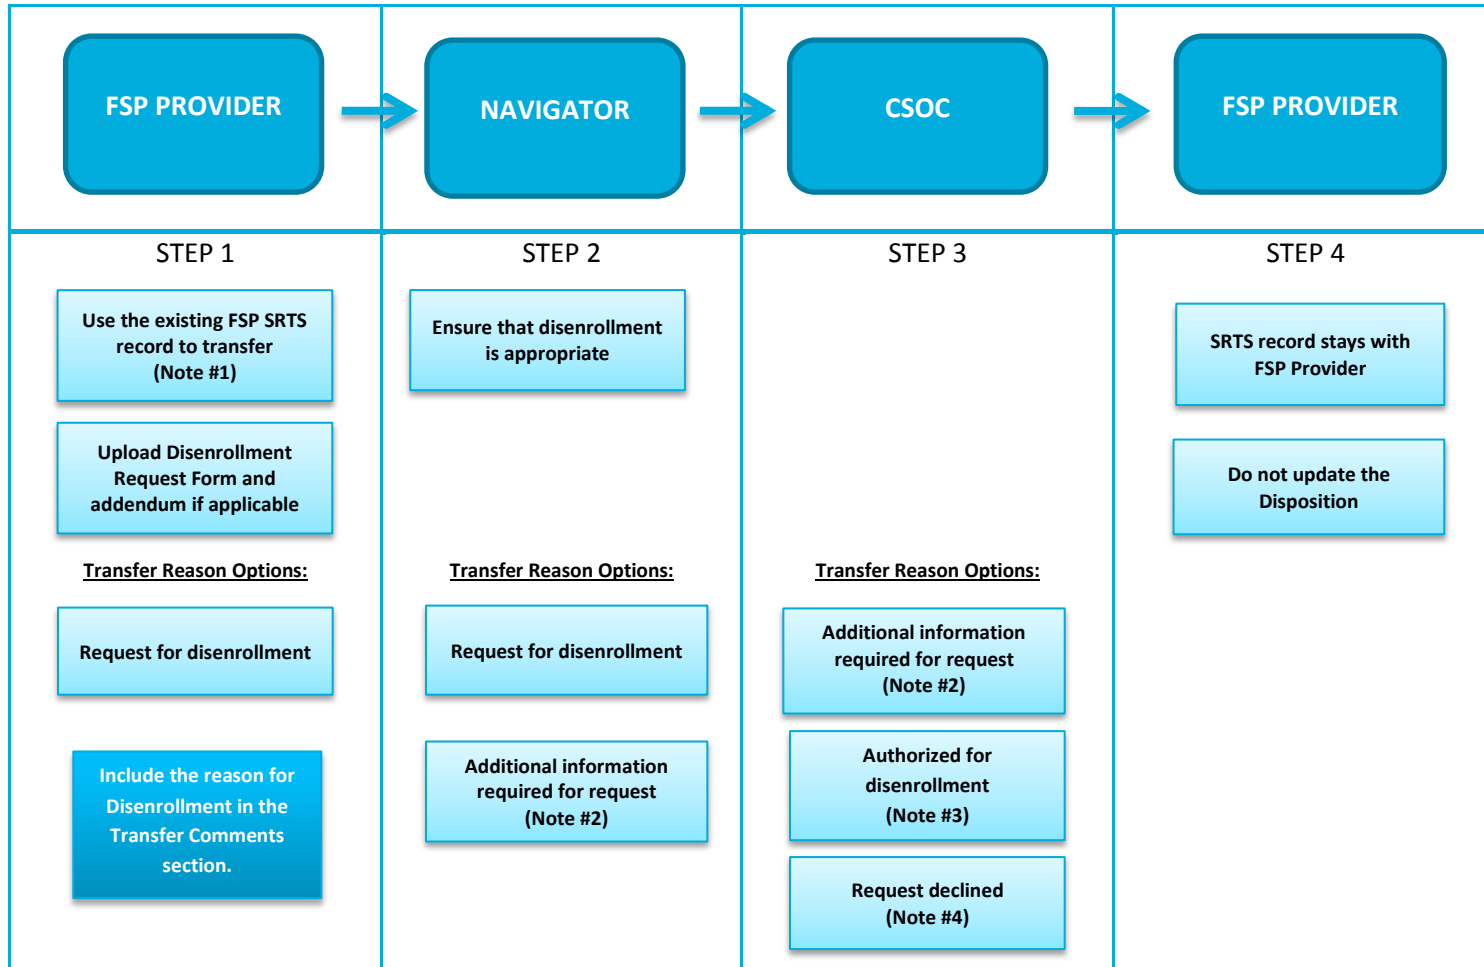 FSP PROVIDER
NAVIGATOR
CSOC
FSP PROVIDER
STEP 1
Use the existing FSP SRTS
record to transfer
(Note #1)
Upload Disenrollment
Request Form and
addendum if applicable
Transfer Reason Options:
Request for disenrollment
Include the reason for
Disenrollment in the
Transfer Comments
section.
STEP 2
Ensure that disenrollment
is appropriate
Transfer Reason Options:
Request for disenrollment
Additional information
required for request
(Note #2)
STEP 3
Transfer Reason Options:
Additional information
required for request
(Note #2)
Authorized for
disenrollment
(Note #3)
Request declined
(Note #4)
STEP 4
SRTS record stays with
FSP Provider
Do not update the
Disposition